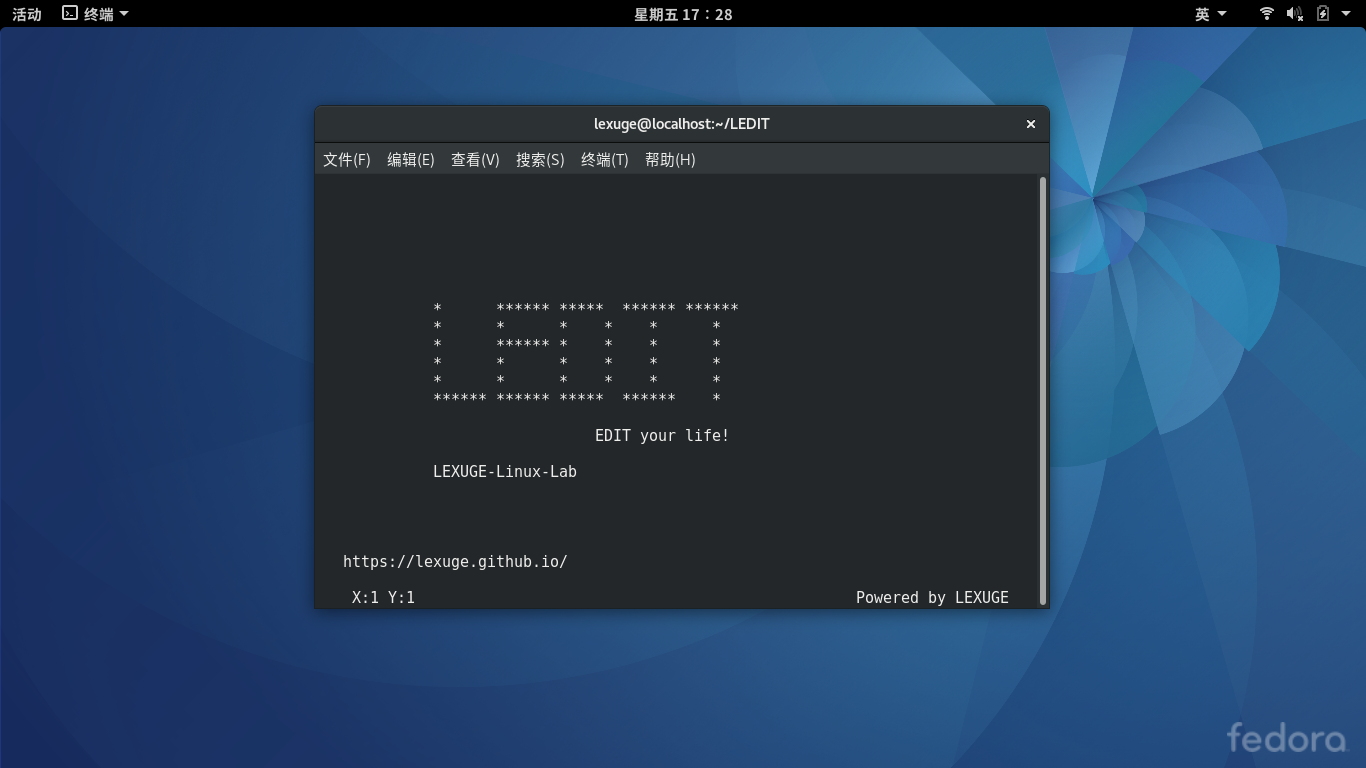 活动 终端 星期五 17：28 英
lexuge@localhost:~/LEDIT
文件(F) 编辑(E) 查看(V) 搜索(S) 终端(T) 帮助(H)
*      ****** *****  ****** ******
*      *      *    *    *      *
*      ****** *    *    *      *
*      *      *    *    *      *
*      *      *    *    *      *
****** ****** *****  ******    *
EDIT your life!
LEXUGE-Linux-Lab
https://lexuge.github.io/
X:1 Y:1 Powered by LEXUGE
fedora